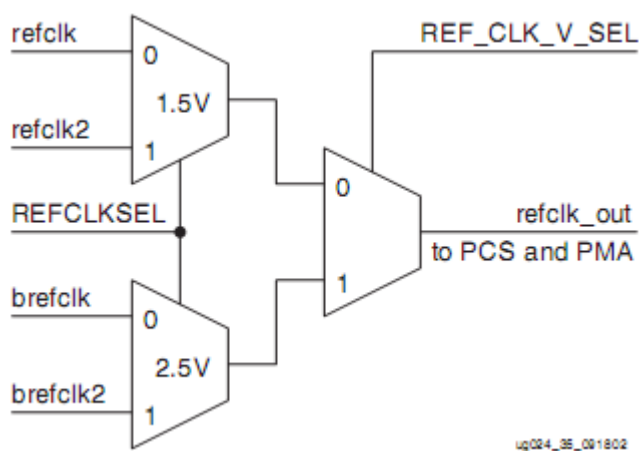 refclk
REF_CLK_V_SEL
0
1.5V
refclk2
1
0
REFCLKSEL
refclk_out
to PCS and PMA
brefclk
1
0
2.5V
brefclk2
1
ug024_35_091802